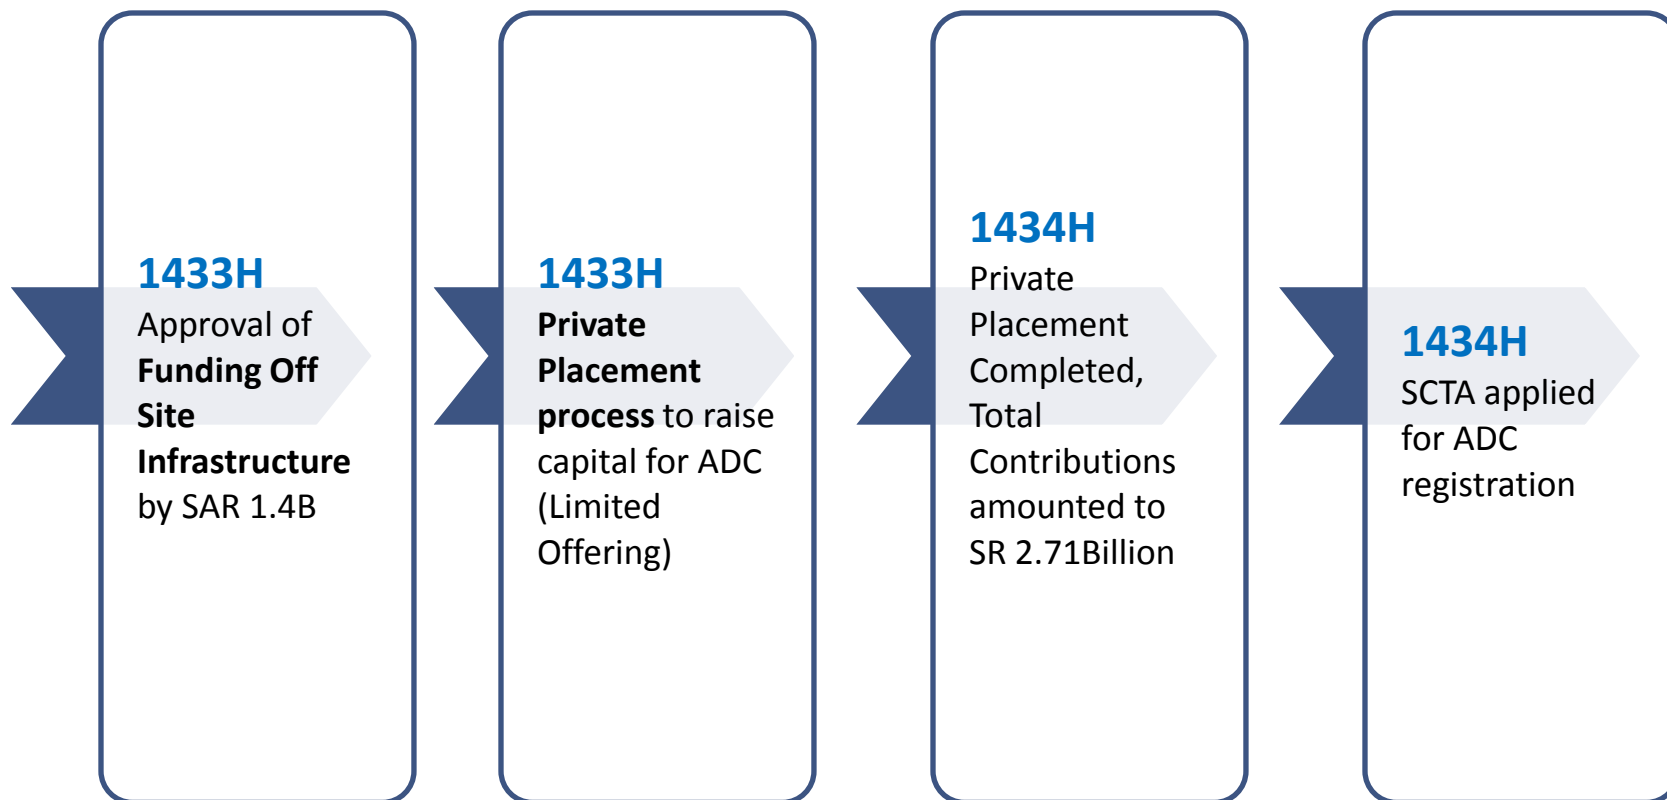 1433H
Approval of
Funding Off
Site
Infrastructure
by SAR 1.4B
1433H
Private
Placement
process to raise
capital for ADC
(Limited
Offering)
1434H
Private
Placement
Completed,
Total
Contributions
amounted to
SR 2.71Billion
1434H
SCTA applied
for ADC
registration